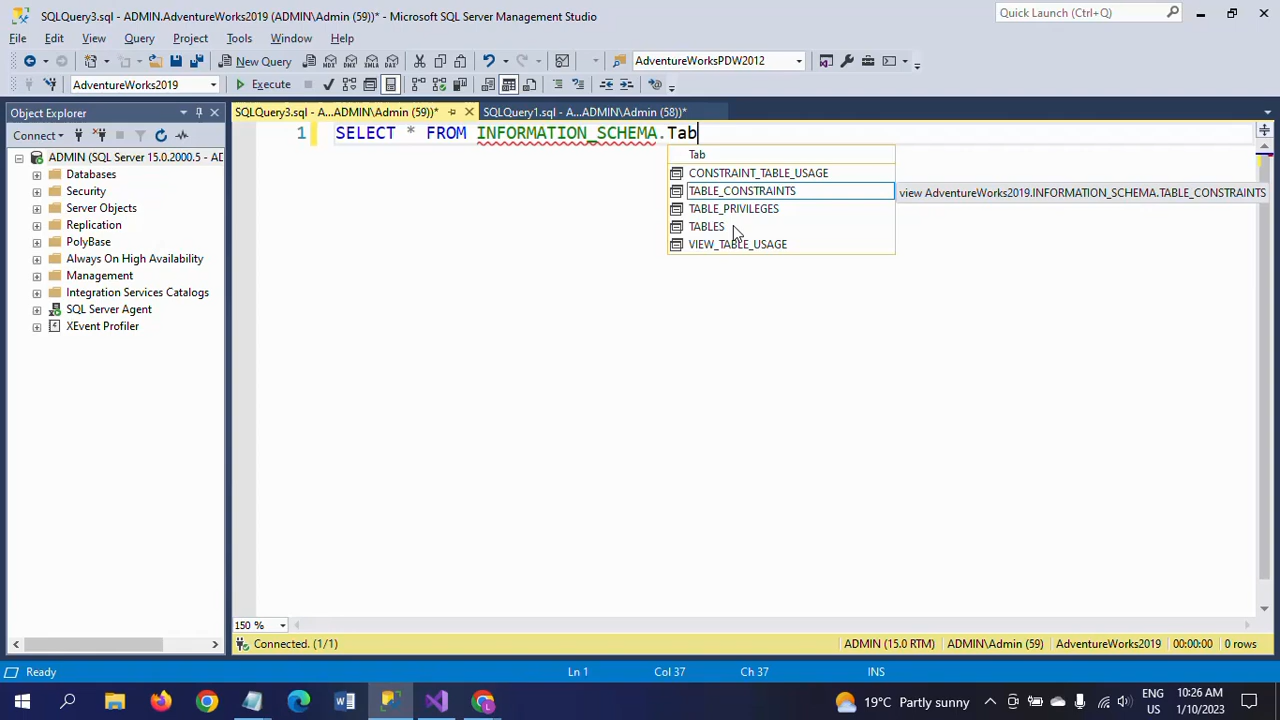 SQLQuery3.sql - ADMIN.AdventureWorks2019 (ADMIN\Admin (59))* - Microsoft SQL Server Management Studio
Quick Launch (Ctrl+Q)
File Edit View Query Project Tools Window Help
New Query AdventureWorksPDW2012
AdventureWorks2019 Execute
Object Explorer
SQLQuery3.sql - A...ADMIN\Admin (59))* SQLQuery1.sql - A...ADMIN\Admin (58))*
Connect
1 SELECT * FROM INFORMATION_SCHEMA.Tab
ADMIN (SQL Server 15.0.2000.5 - AD
Databases
Security
Server Objects
Replication
PolyBase
Always On High Availability
Management
Integration Services Catalogs
SQL Server Agent
XEvent Profiler
Tab
CONSTRAINT_TABLE_USAGE
TABLE_CONSTRAINTS
TABLE_PRIVILEGES
TABLES
VIEW_TABLE_USAGE
view AdventureWorks2019.INFORMATION_SCHEMA.TABLE_CONSTRAINTS
150 %
Connected. (1/1) ADMIN (15.0 RTM) ADMIN\Admin (59) AdventureWorks2019 00:00:00 0 rows
Ready Ln 1 Col 37 Ch 37 INS
19°C Partly sunny
ENG
US
10:26 AM
1/10/2023